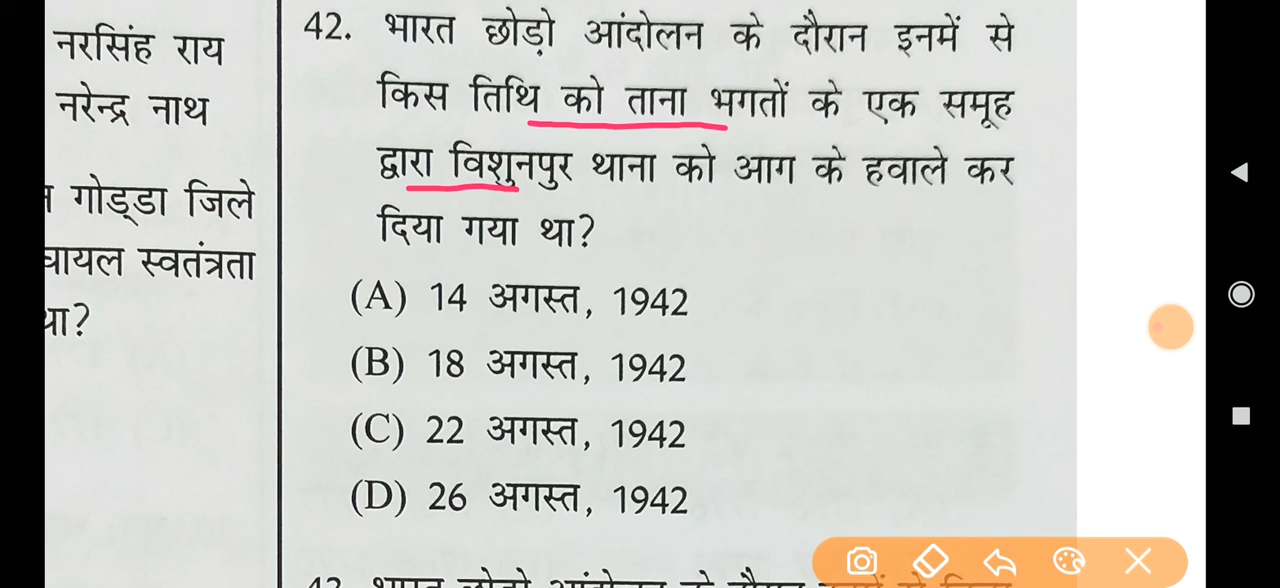 नरसिंह राय
नरेन्द्र नाथ
गोड्डा जिले
घायल स्वतंत्रता
था?
42. भारत छोड़ो आंदोलन के दौरान इनमें से
किस तिथि को ताना भगतों के एक समूह
द्वारा विशुनपुर थाना को आग के हवाले कर
दिया गया था?
(A) 14 अगस्त, 1942
(B) 18 अगस्त, 1942
(C) 22 अगस्त, 1942
(D) 26 अगस्त, 1942